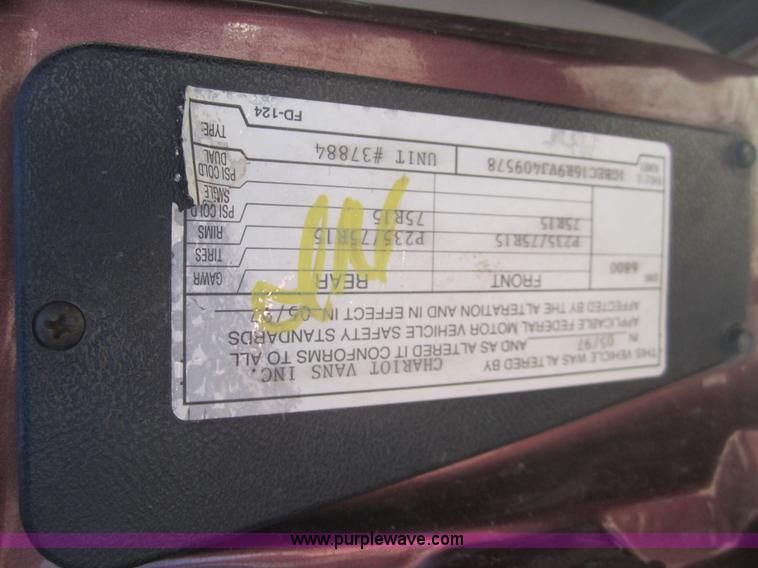 THIS VEHICLE WAS ALTERED BY CHARIOT VANS INC.
IN 05/97 AND AS ALTERED IT CONFORMS TO ALL
APPLICABLE FEDERAL MOTOR VEHICLE SAFETY STANDARDS
AFFECTED BY THE ALTERATION AND IN EFFECT IN 05/97
GVWR 6800 FRONT REAR
GAWR
TIRES P235/75R15 P235/75R15
RIMS 75R15 75R15
PSI COLD SINGLE
PSI COLD DUAL
UNIT #37884
TYPE
FD-124
www.purplewave.com